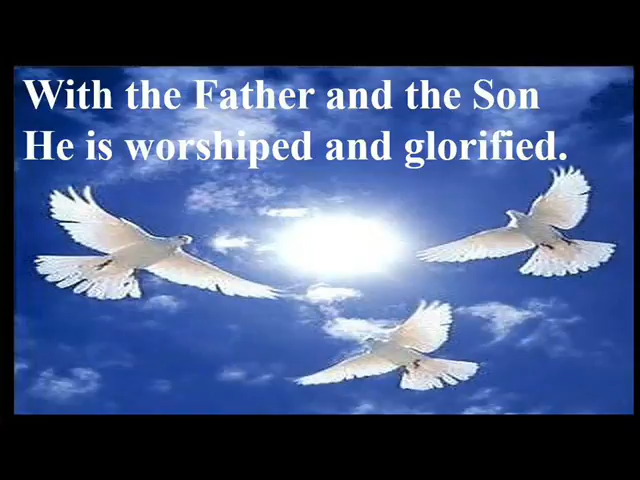 With the Father and the Son
He is worshiped and glorified.